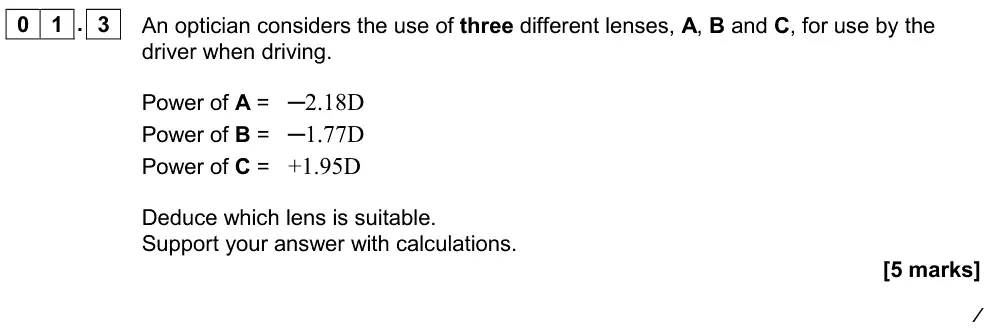 01.3 An optician considers the use of three different lenses, A, B and C, for use by the
driver when driving.
Power of A = −2.18D
Power of B = −1.77D
Power of C = +1.95D
Deduce which lens is suitable.
Support your answer with calculations.
[5 marks]